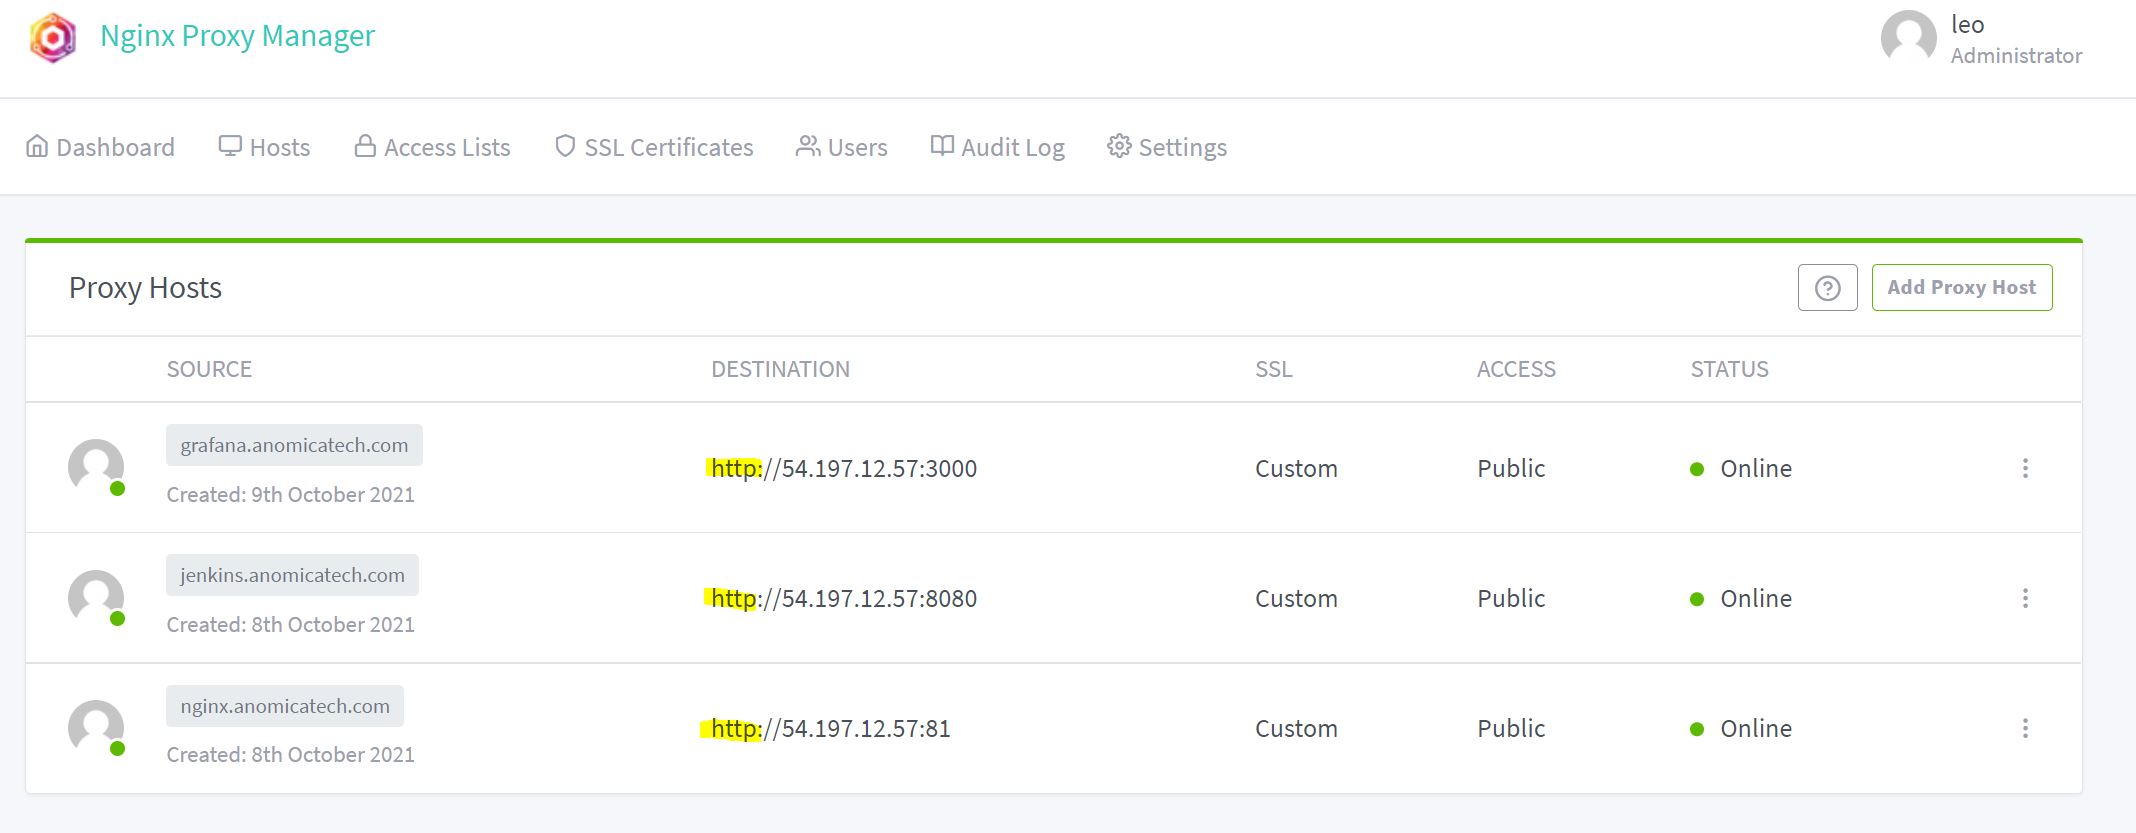 Nginx Proxy Manager
leo
Administrator
Dashboard Hosts Access Lists SSL Certificates Users Audit Log Settings
Proxy Hosts
Add Proxy Host
SOURCE DESTINATION SSL ACCESS STATUS
grafana.anomicatech.com
Created: 9th October 2021
http://54.197.12.57:3000 Custom Public Online
jenkins.anomicatech.com
Created: 8th October 2021
http://54.197.12.57:8080 Custom Public Online
nginx.anomicatech.com
Created: 8th October 2021
http://54.197.12.57:81 Custom Public Online